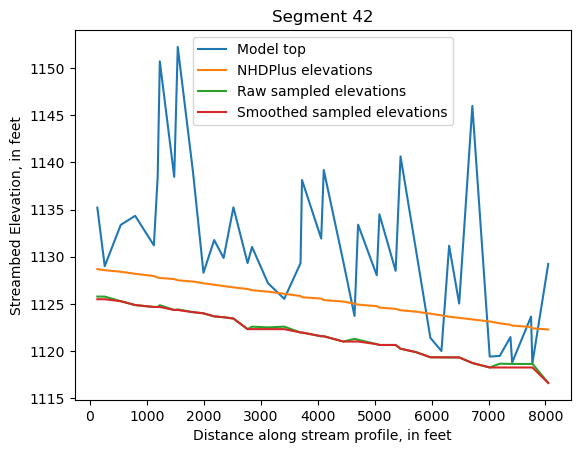 Segment 42
Model top
NHDPlus elevations
Raw sampled elevations
Smoothed sampled elevations
Streambed Elevation, in feet
1150
1145
1140
1135
1130
1125
1120
1115
0 1000 2000 3000 4000 5000 6000 7000 8000
Distance along stream profile, in feet